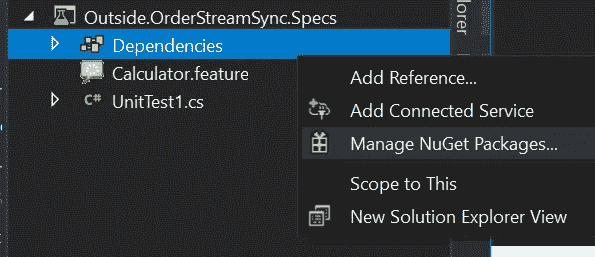 Outside.OrderStreamSync.Specs
Dependencies
Calculator.feature
C# UnitTest1.cs
Add Reference...
Add Connected Service
Manage NuGet Packages...
Scope to This
New Solution Explorer View